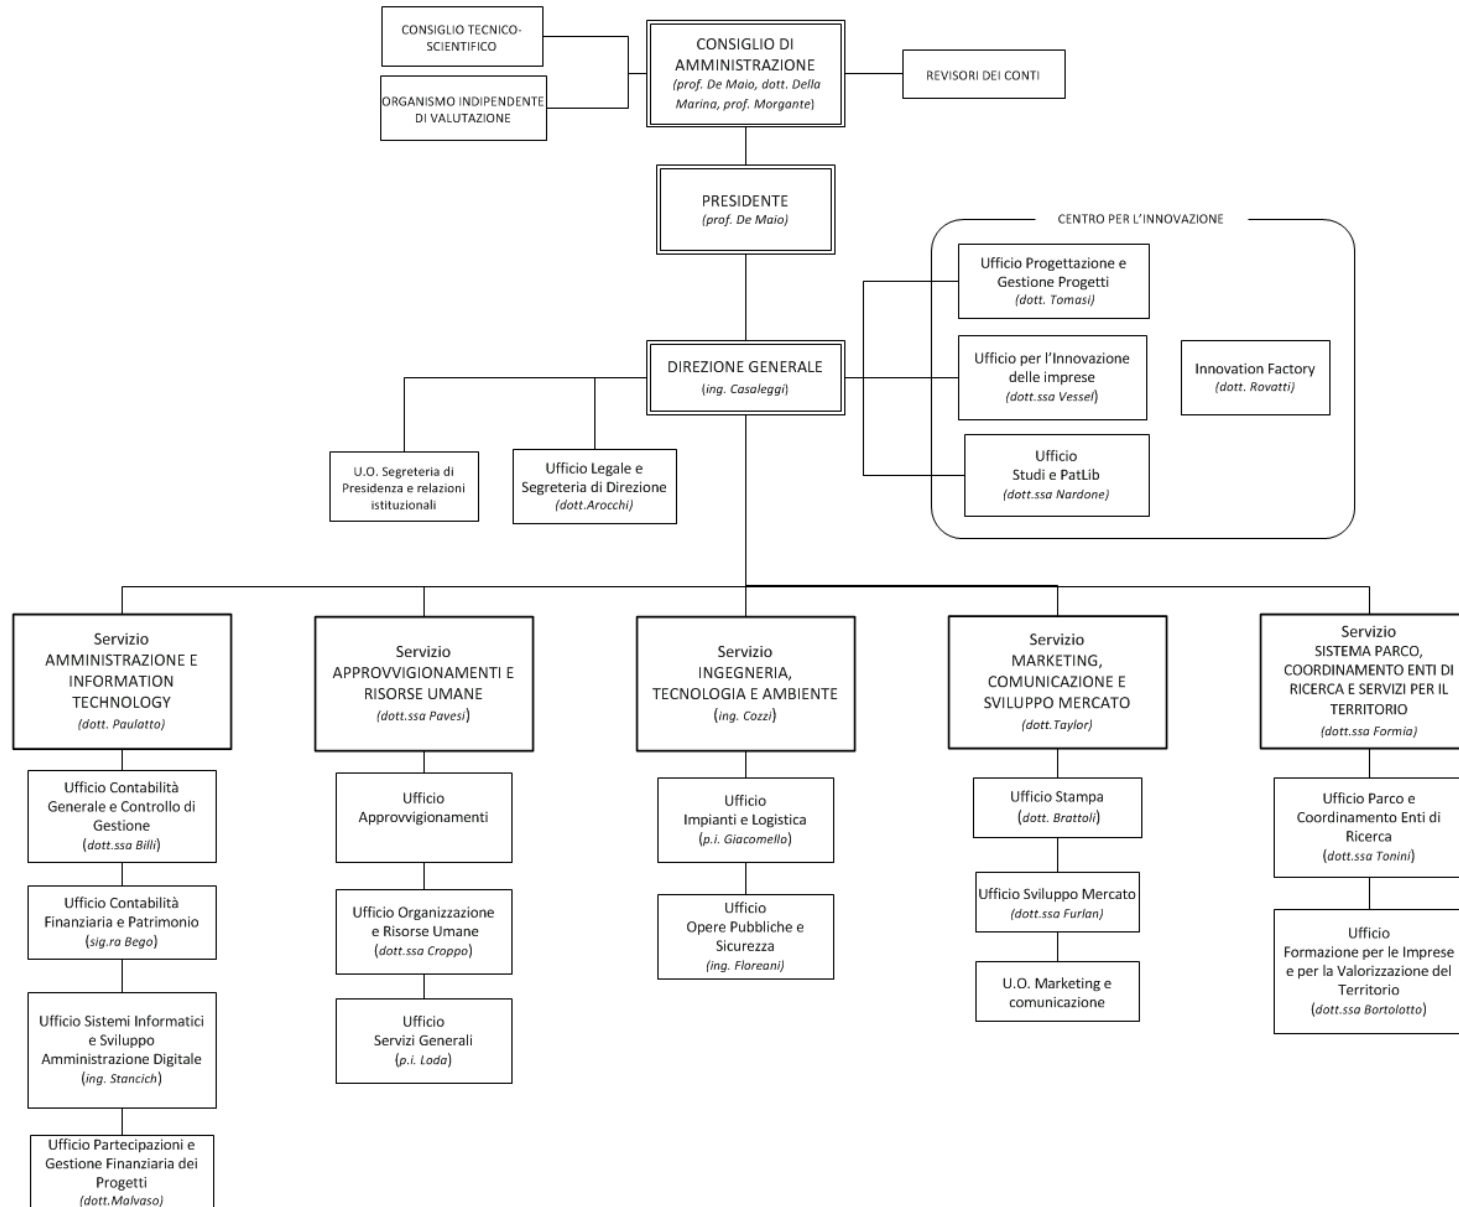 CONSIGLIO TECNICO-
SCIENTIFICO
ORGANISMO INDIPENDENTE
DI VALUTAZIONE
CONSIGLIO DI
AMMINISTRAZIONE
(prof. De Maio, dott. Della
Marina, prof. Morgante)
REVISORI DEI CONTI
PRESIDENTE
(prof. De Maio)
CENTRO PER L'INNOVAZIONE
Ufficio Progettazione e
Gestione Progetti
(dott. Tomasi)
DIREZIONE GENERALE
(ing. Casaleggi)
Ufficio per l'Innovazione
delle imprese
(dott.ssa Vessel)
Innovation Factory
(dott. Rovatti)
Ufficio
Studi e PatLib
(dott.ssa Nardone)
U.O. Segreteria di
Presidenza e relazioni
istituzionali
Ufficio Legale e
Segreteria di Direzione
(dott.Arocchi)
Servizio
AMMINISTRAZIONE E
INFORMATION
TECHNOLOGY
(dott. Paulatto)
Ufficio Contabilità
Generale e Controllo di
Gestione
(dott.ssa Billi)
Ufficio Contabilità
Finanziaria e Patrimonio
(sig.ra Bego)
Ufficio Sistemi Informatici
e Sviluppo
Amministrazione Digitale
(ing. Stancich)
Ufficio Partecipazioni e
Gestione Finanziaria dei
Progetti
(dott.Malvaso)
Servizio
APPROVVIGIONAMENTI E
RISORSE UMANE
(dott.ssa Pavesi)
Ufficio
Approvvigionamenti
Ufficio Organizzazione
e Risorse Umane
(dott.ssa Croppo)
Ufficio
Servizi Generali
(p.i. Loda)
Servizio
INGEGNERIA,
TECNOLOGIA E AMBIENTE
(ing. Cozzi)
Ufficio
Impianti e Logistica
(p.i. Giacomello)
Ufficio
Opere Pubbliche e
Sicurezza
(ing. Floreani)
Servizio
MARKETING,
COMUNICAZIONE E
SVILUPPO MERCATO
(dott.Taylor)
Ufficio Stampa
(dott. Brattoli)
Ufficio Sviluppo Mercato
(dott.ssa Furlan)
U.O. Marketing e
comunicazione
Servizio
SISTEMA PARCO,
COORDINAMENTO ENTI DI
RICERCA E SERVIZI PER IL
TERRITORIO
(dott.ssa Formia)
Ufficio Parco e
Coordinamento Enti di
Ricerca
(dott.ssa Tonini)
Ufficio
Formazione per le Imprese
e per la Valorizzazione del
Territorio
(dott.ssa Bortolotto)